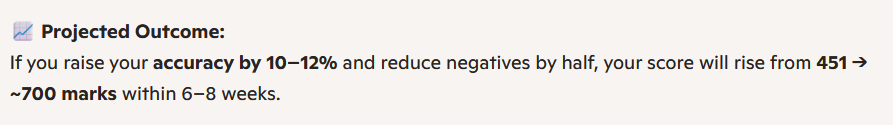 📈 Projected Outcome:
If you raise your accuracy by 10–12% and reduce negatives by half, your score will rise from 451 →
~700 marks within 6–8 weeks.